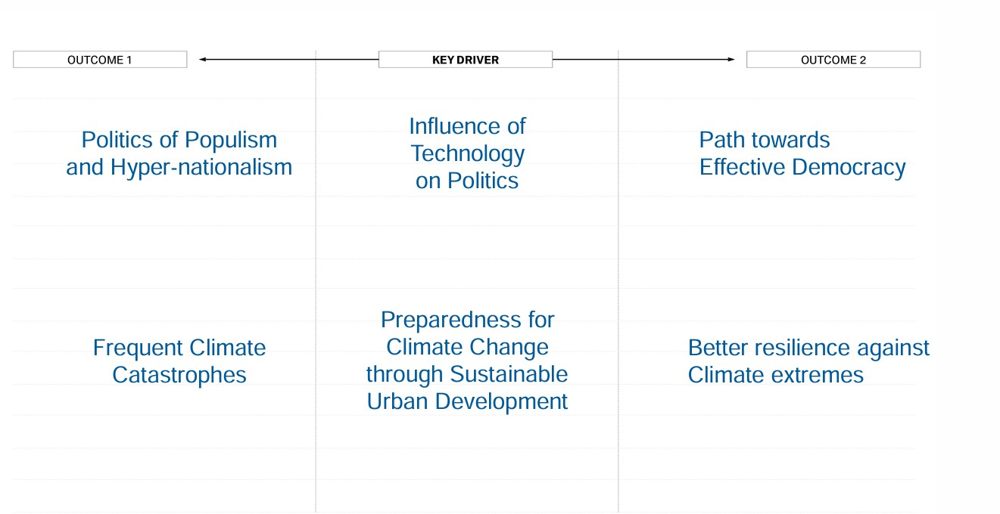 OUTCOME 1
KEY DRIVER
OUTCOME 2
Politics of Populism
and Hyper-nationalism
Influence of
Technology
on Politics
Path towards
Effective Democracy
Frequent Climate
Catastrophes
Preparedness for
Climate Change
through Sustainable
Urban Development
Better resilience against
Climate extremes